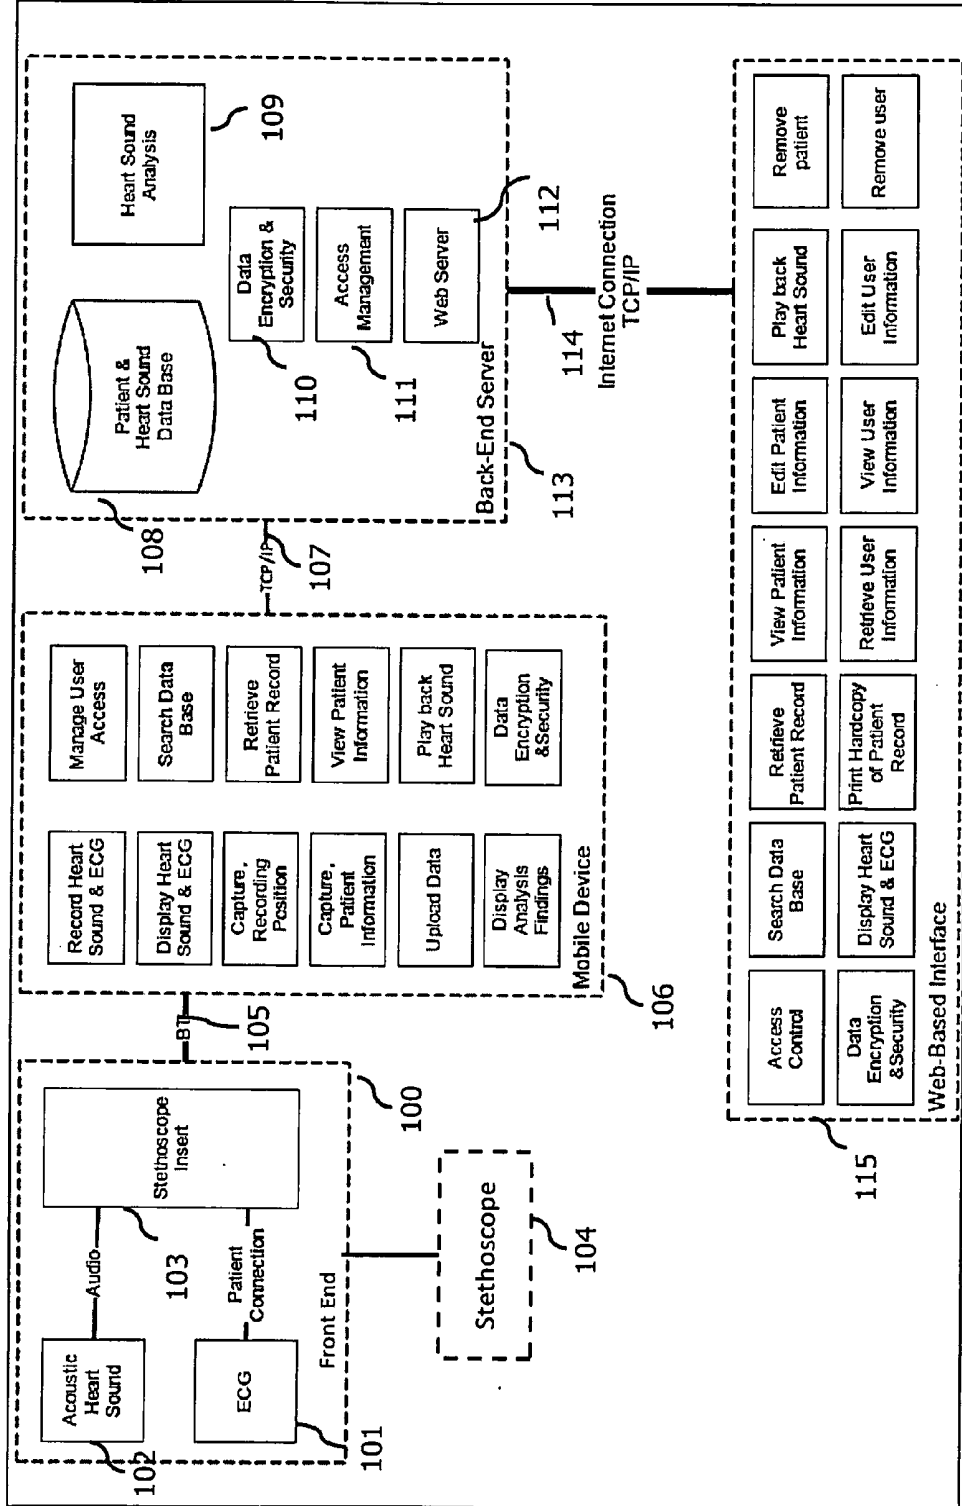 Acoustic
Heart
Sound
102
Audio
103
ECG
101
Patient
Connection
Stethoscope
Insert
Front End
100
Stethoscope
104
BT
105
Record Heart
Sound & ECG
Display Heart
Sound & ECG
Capture,
Recording
Position
Capture,
Patient
Information
Upload Data
Display
Analysis
Findings
Manage User
Access
Search Data
Base
Retrieve
Patient Record
View Patient
Information
Play back
Heart Sound
Data
Encryption
&Security
Mobile Device
106
TCP/IP
107
Patient &
Heart Sound
Data Base
108
Heart Sound
Analysis
109
Data
Encryption &
Security
110
Access
Management
111
Web Server
112
Back-End Server
113
114
Internet Connection
TCP/IP
Access
Control
Search Data
Base
Retrieve
Patient Record
View Patient
Information
Edit Patient
Information
Play back
Heart Sound
Remove
patient
Data
Encryption
&Security
Display Heart
Sound & ECG
Print Hardcopy
of Patient
Record
Retrieve User
Information
View User
Information
Edit User
Information
Remove user
Web-Based Interface
115